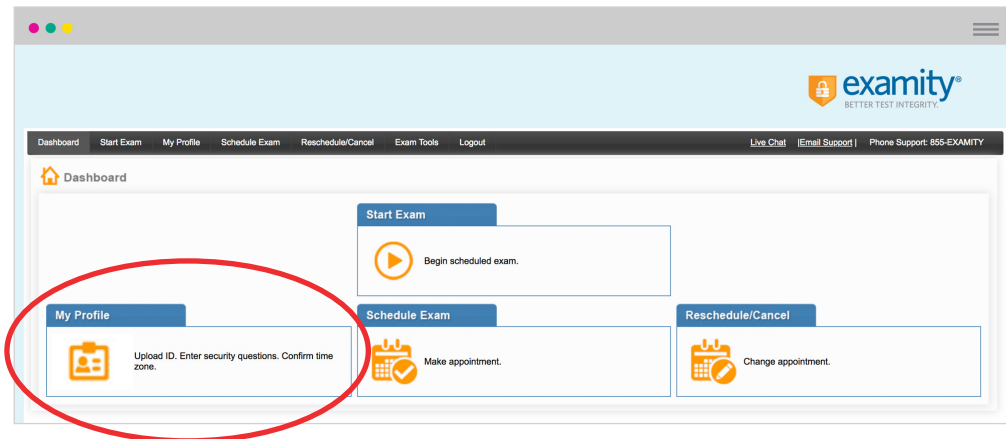 examity®
BETTER TEST INTEGRITY.
Dashboard Start Exam My Profile Schedule Exam Reschedule/Cancel Exam Tools Logout Live Chat |Email Support| Phone Support: 855-EXAMITY
Dashboard
Start Exam
Begin scheduled exam.
My Profile
Upload ID. Enter security questions. Confirm time
zone.
Schedule Exam
Make appointment.
Reschedule/Cancel
Change appointment.